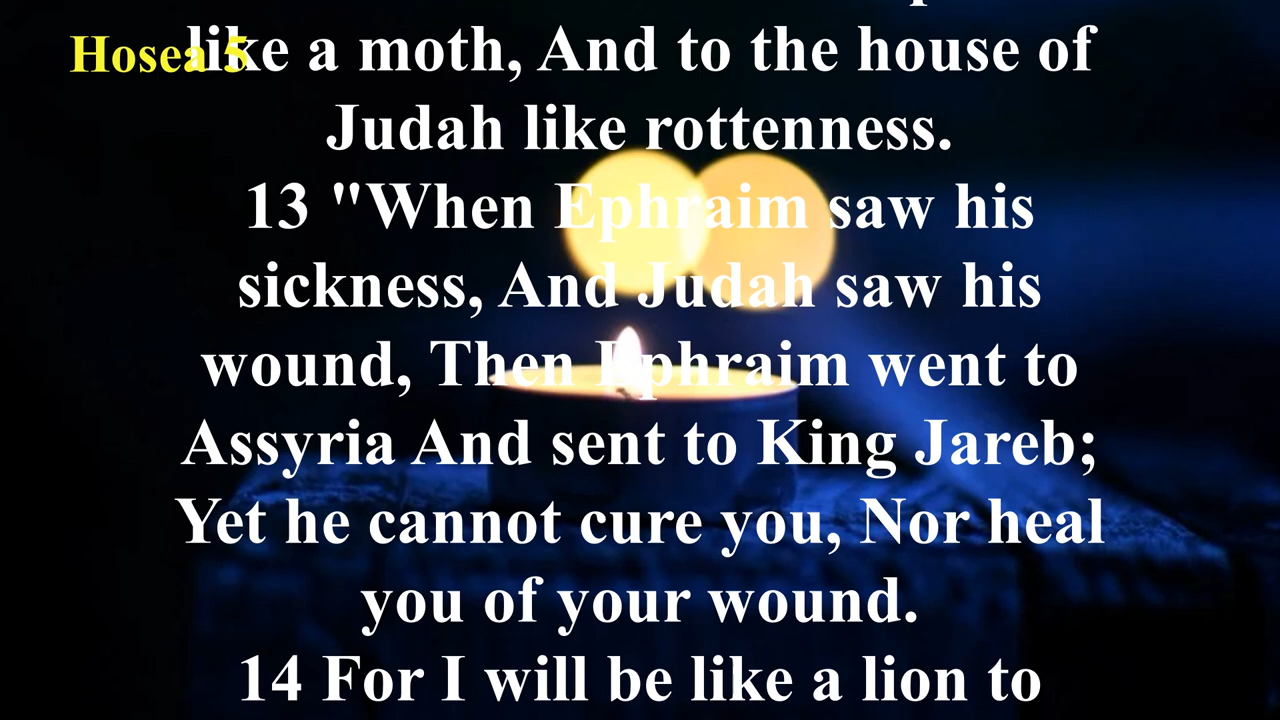 Hosea 5
like a moth, And to the house of
Judah like rottenness.
13 "When Ephraim saw his
sickness, And Judah saw his
wound, Then Ephraim went to
Assyria And sent to King Jareb;
Yet he cannot cure you, Nor heal
you of your wound.
14 For I will be like a lion to